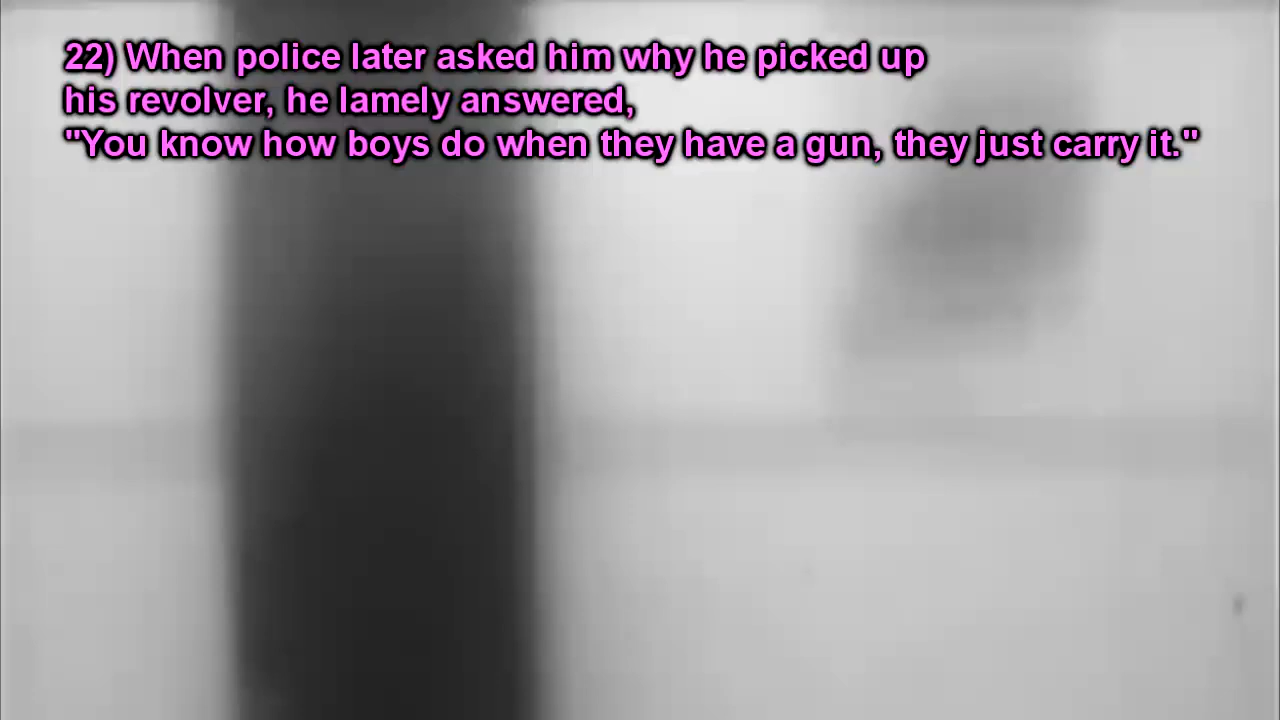 22) When police later asked him why he picked up
his revolver, he lamely answered,
"You know how boys do when they have a gun, they just carry it."